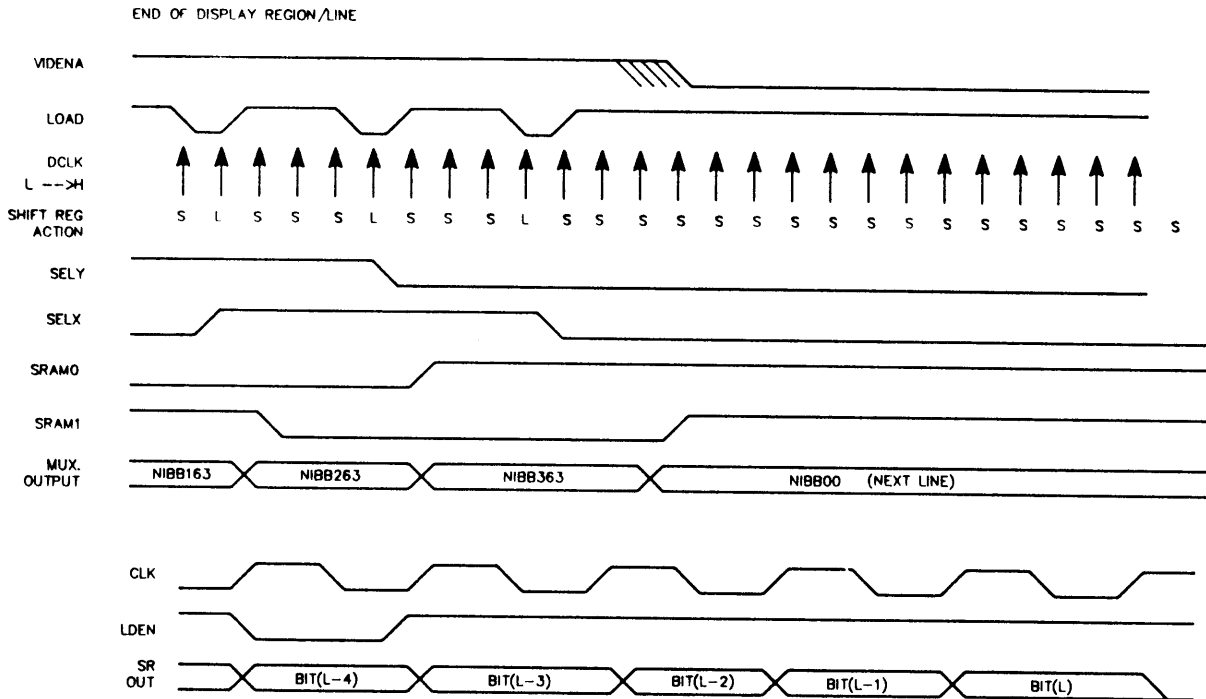 END OF DISPLAY REGION/LINE
VIDENA
LOAD
DCLK
L -->H
SHIFT REG
ACTION
S L S S S L S S S L S S S S S S S S S S S S S S S S S
SELY
SELX
SRAM0
SRAM1
MUX.
OUTPUT
NIBB163 NIBB263 NIBB363 NIBB00 (NEXT LINE)
CLK
LDEN
SR
OUT
BIT(L-4) BIT(L-3) BIT(L-2) BIT(L-1) BIT(L)